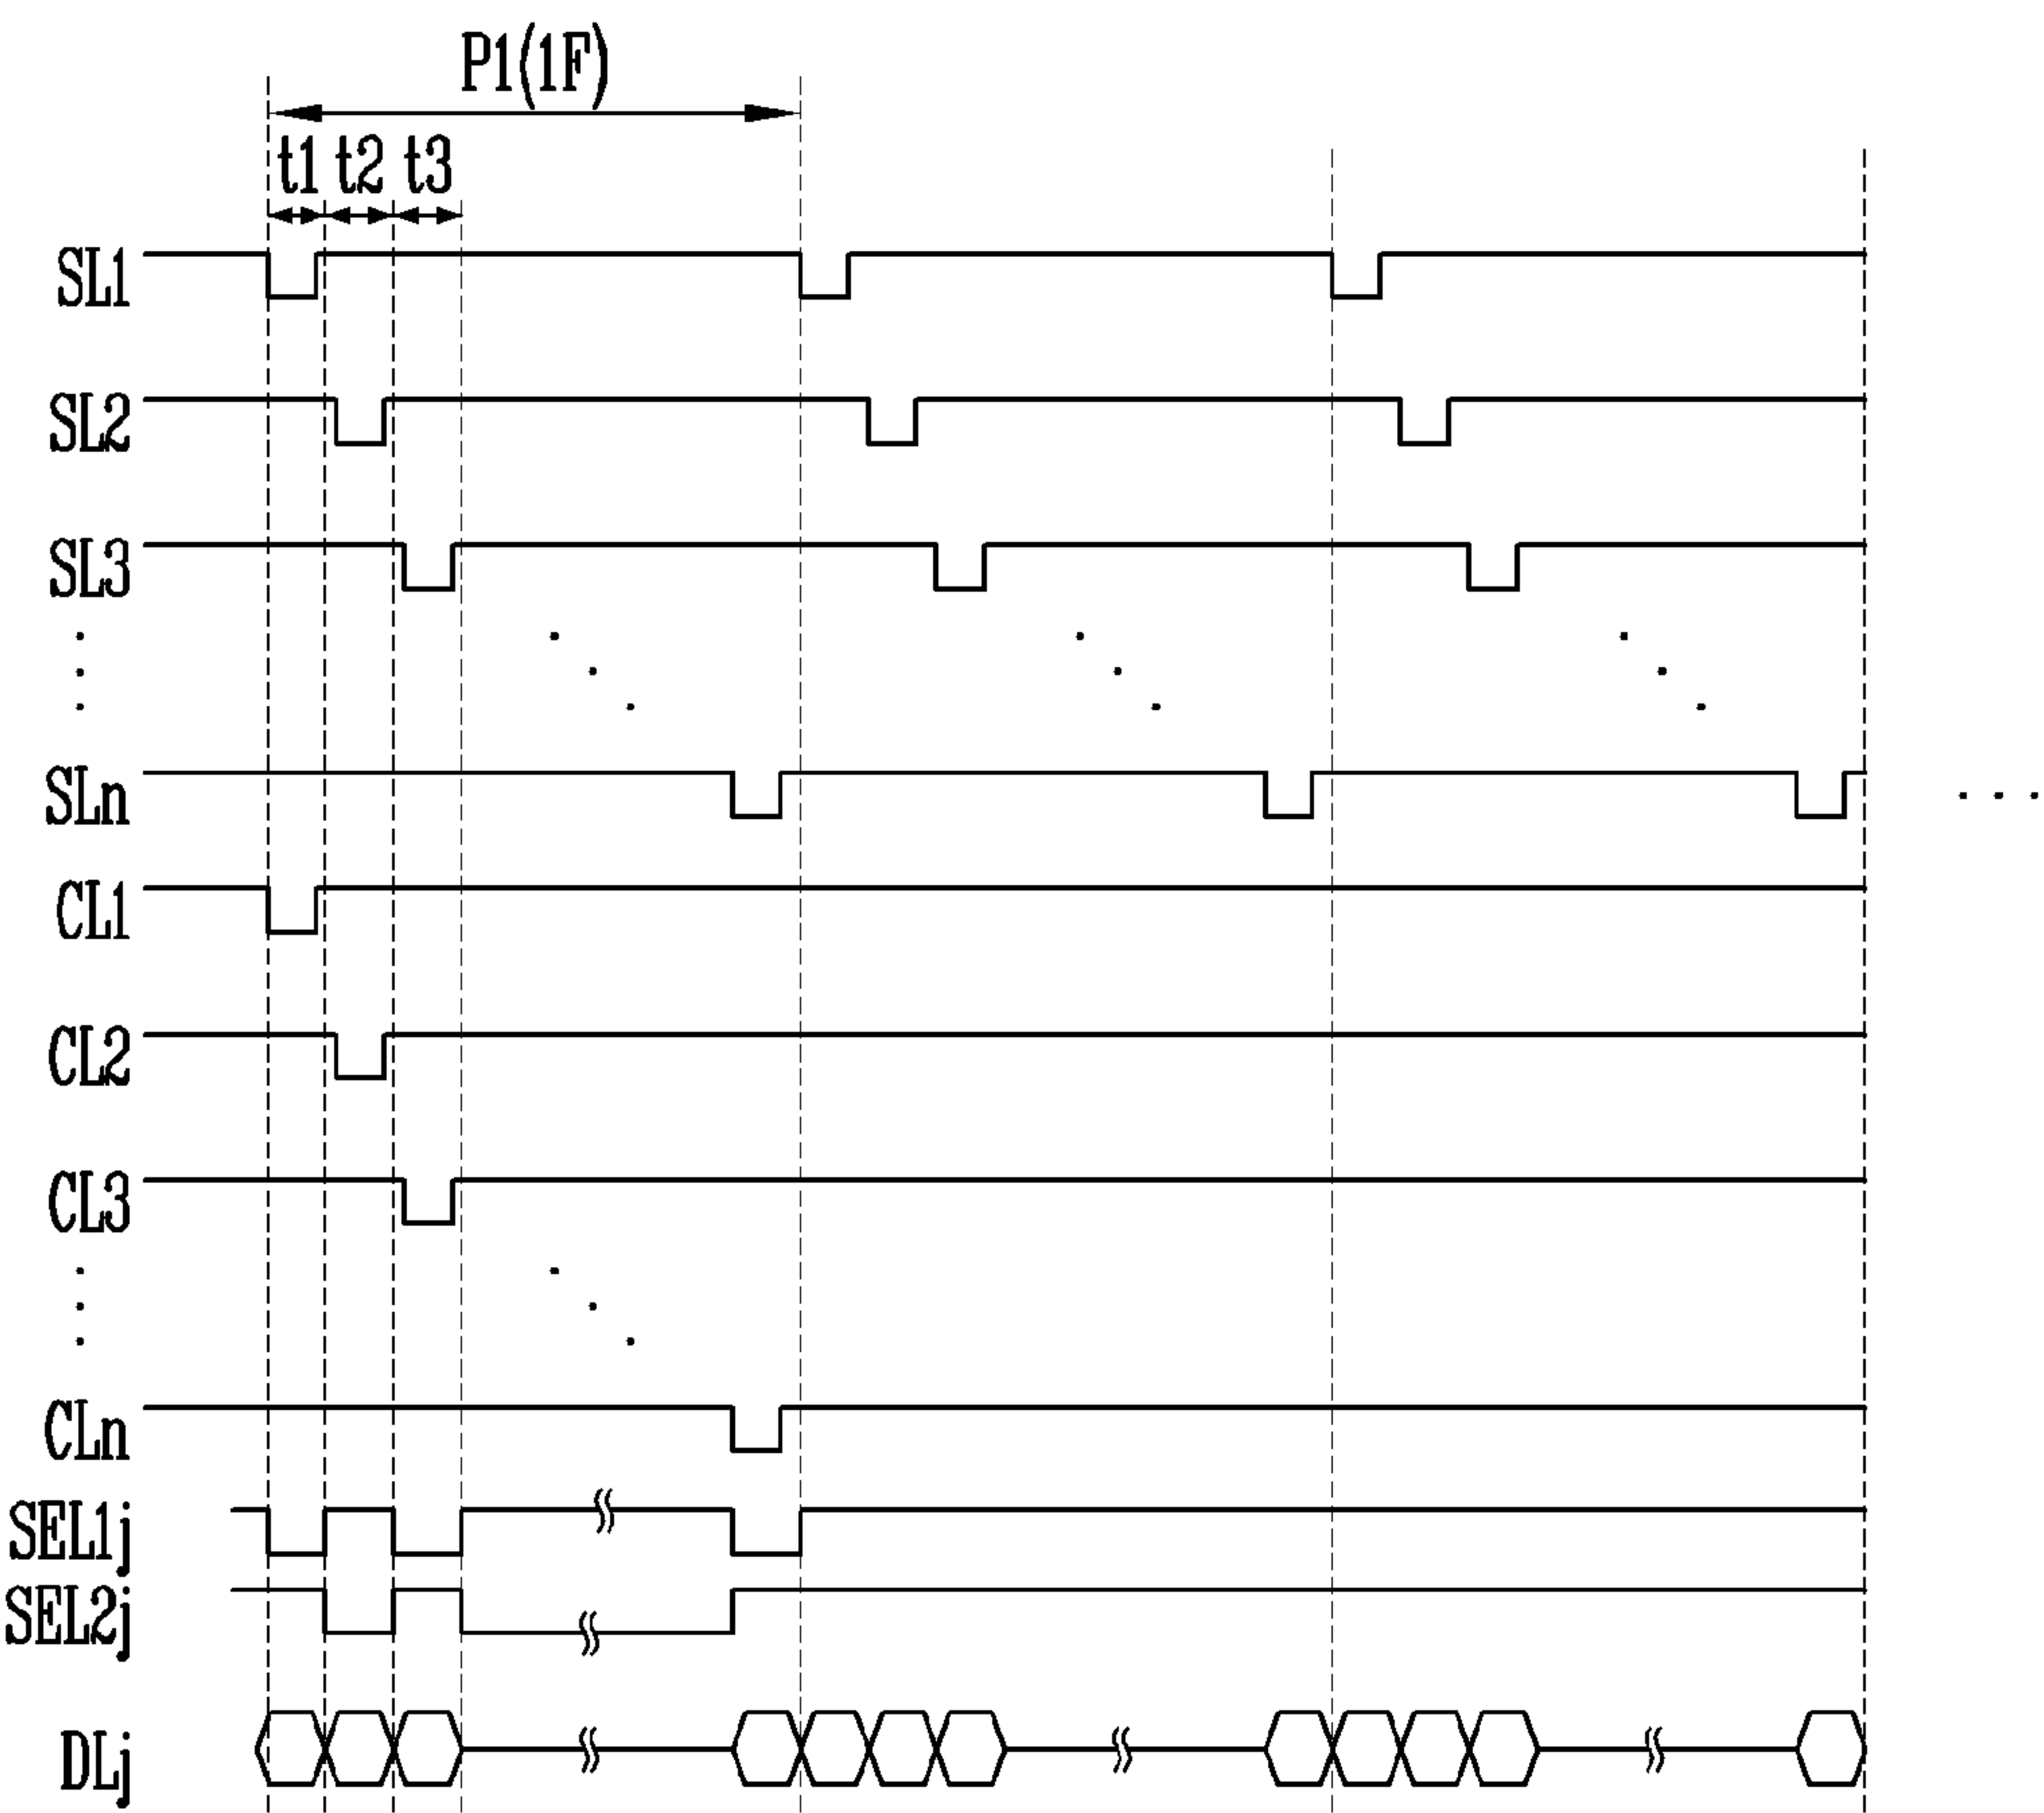 P1(1F)
t1 t2 t3
SL1
SL2
SL3
SLn
CL1
CL2
CL3
CLn
SEL1j
SEL2j
DLj